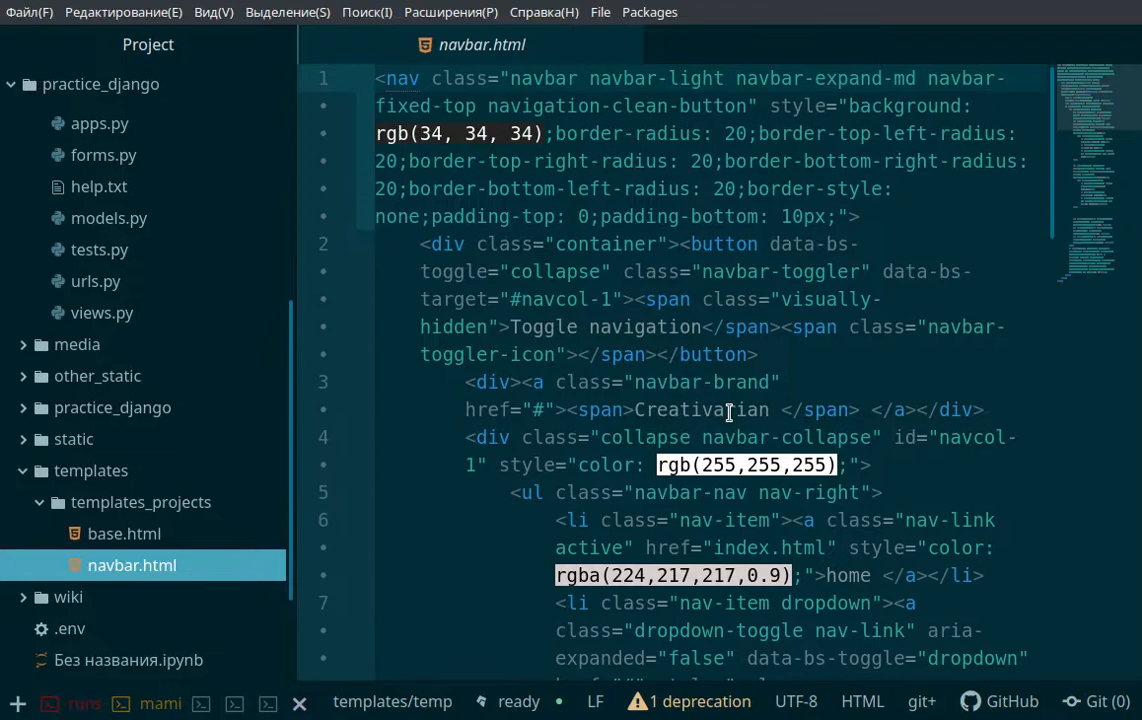 Файл(F) Редактирование(E) Вид(V) Выделение(S) Поиск(I) Расширения(P) Справка(H) File Packages
Project
navbar.html
practice_django
apps.py
forms.py
help.txt
models.py
tests.py
urls.py
views.py
media
other_static
practice_django
static
templates
templates_projects
base.html
navbar.html
wiki
.env
Без названия.ipynb
1 <nav class="navbar navbar-light navbar-expand-md navbar-
• fixed-top navigation-clean-button" style="background:
• rgb(34, 34, 34);border-radius: 20;border-top-left-radius:
• 20;border-top-right-radius: 20;border-bottom-right-radius:
• 20;border-bottom-left-radius: 20;border-style:
• none;padding-top: 0;padding-bottom: 10px;">
2 <div class="container"><button data-bs-
• toggle="collapse" class="navbar-toggler" data-bs-
• target="#navcol-1"><span class="visually-
• hidden">Toggle navigation</span><span class="navbar-
• toggler-icon"></span></button>
3 <div><a class="navbar-brand"
• href="#"><span>Creativatian </span> </a></div>
4 <div class="collapse navbar-collapse" id="navcol-
• 1" style="color: rgb(255,255,255);">
5 <ul class="navbar-nav nav-right">
6 <li class="nav-item"><a class="nav-link
• active" href="index.html" style="color:
• rgba(224,217,217,0.9);">home </a></li>
7 <li class="nav-item dropdown"><a
• class="dropdown-toggle nav-link" aria-
• expanded="false" data-bs-toggle="dropdown"
runs mami templates/temp ready LF 1 deprecation UTF-8 HTML git+ GitHub Git (0)